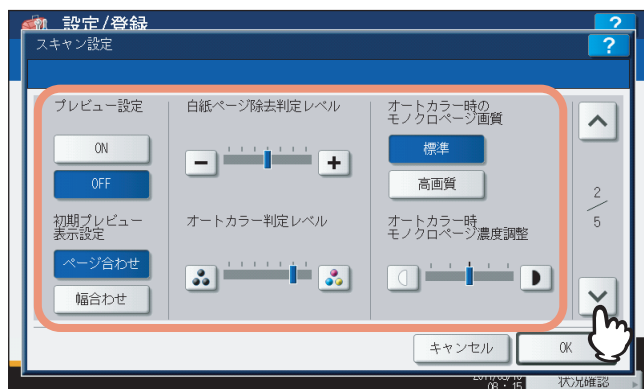 設定/登録
?
スキャン設定
?
プレビュー設定
ON
OFF
初期プレビュー
表示設定
ページ合わせ
幅合わせ
白紙ページ除去判定レベル
オートカラー判定レベル
オートカラー時の
モノクロページ画質
標準
高画質
オートカラー時
モノクロページ濃度調整
2
5
キャンセル
OK
08:15
状況確認